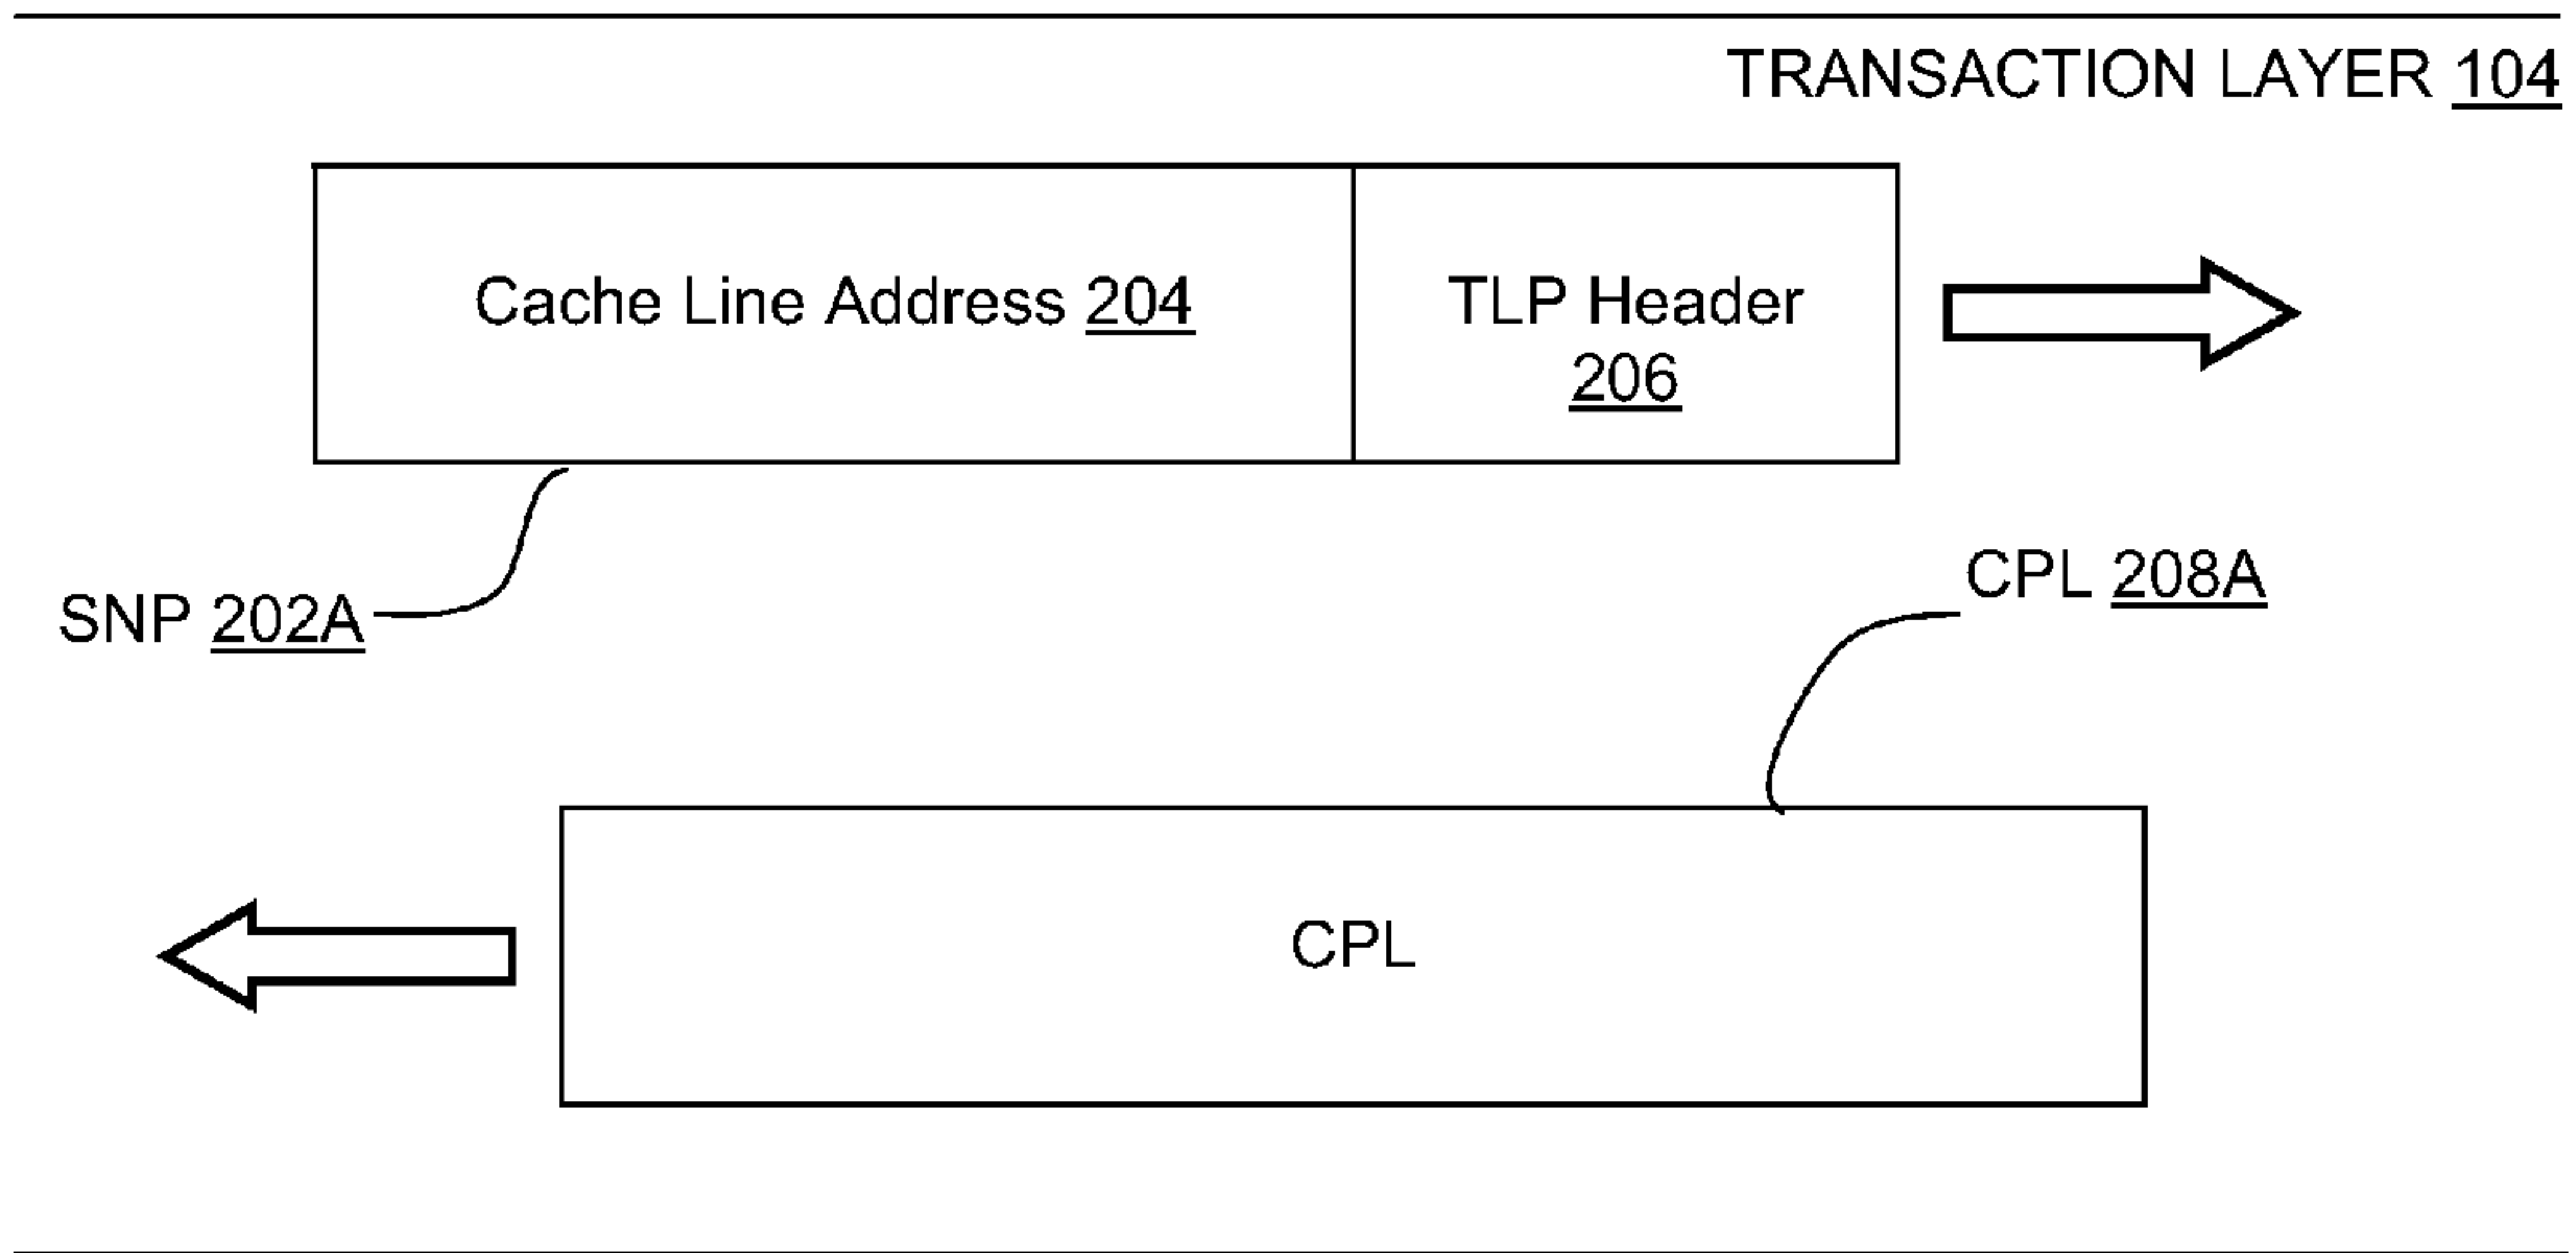 TRANSACTION LAYER 104
Cache Line Address 204
TLP Header
206
SNP 202A
CPL 208A
CPL